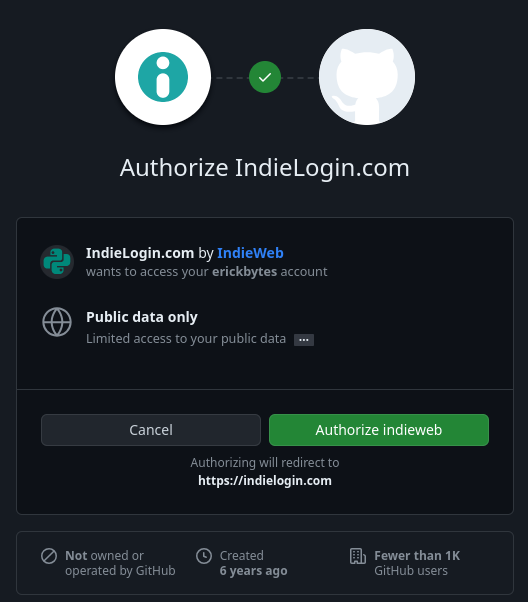 Authorize IndieLogin.com
IndieLogin.com by IndieWeb
wants to access your erickbytes account
Public data only
Limited access to your public data ...
Cancel
Authorize indieweb
Authorizing will redirect to
https://indielogin.com
Not owned or
operated by GitHub
Created
6 years ago
Fewer than 1K
GitHub users